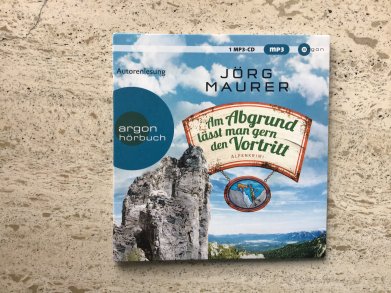 1 MP3-CD MP3 argon
Autorenlesung
JÖRG
MAURER
argon
hörbuch
Am Abgrund
lässt man gern
den Vortritt
ALPENKRIMI